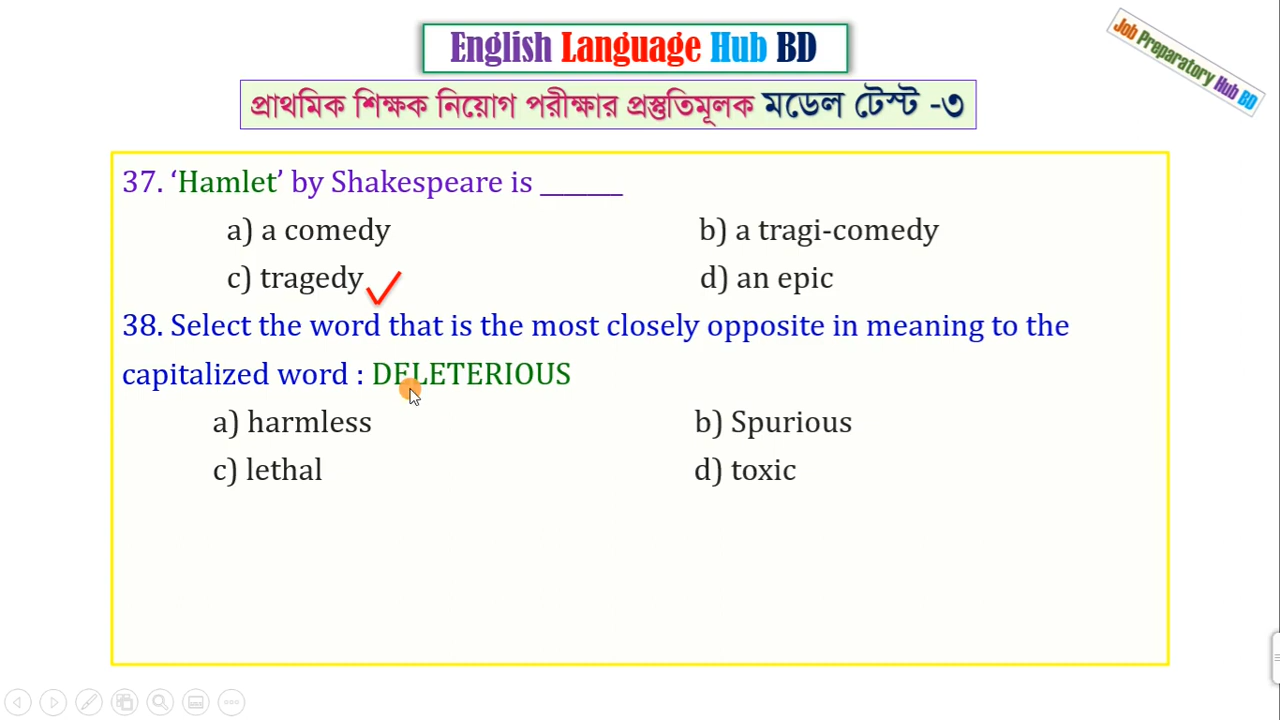 English Language Hub BD
Job Preparatory Hub BD
প্রাথমিক শিক্ষক নিয়োগ পরীক্ষার প্রস্তুতিমূলক মডেল টেস্ট -৩
37. ‘Hamlet’ by Shakespeare is _______
a) a comedy b) a tragi-comedy
c) tragedy d) an epic
38. Select the word that is the most closely opposite in meaning to the
capitalized word : DELETERIOUS
a) harmless b) Spurious
c) lethal d) toxic